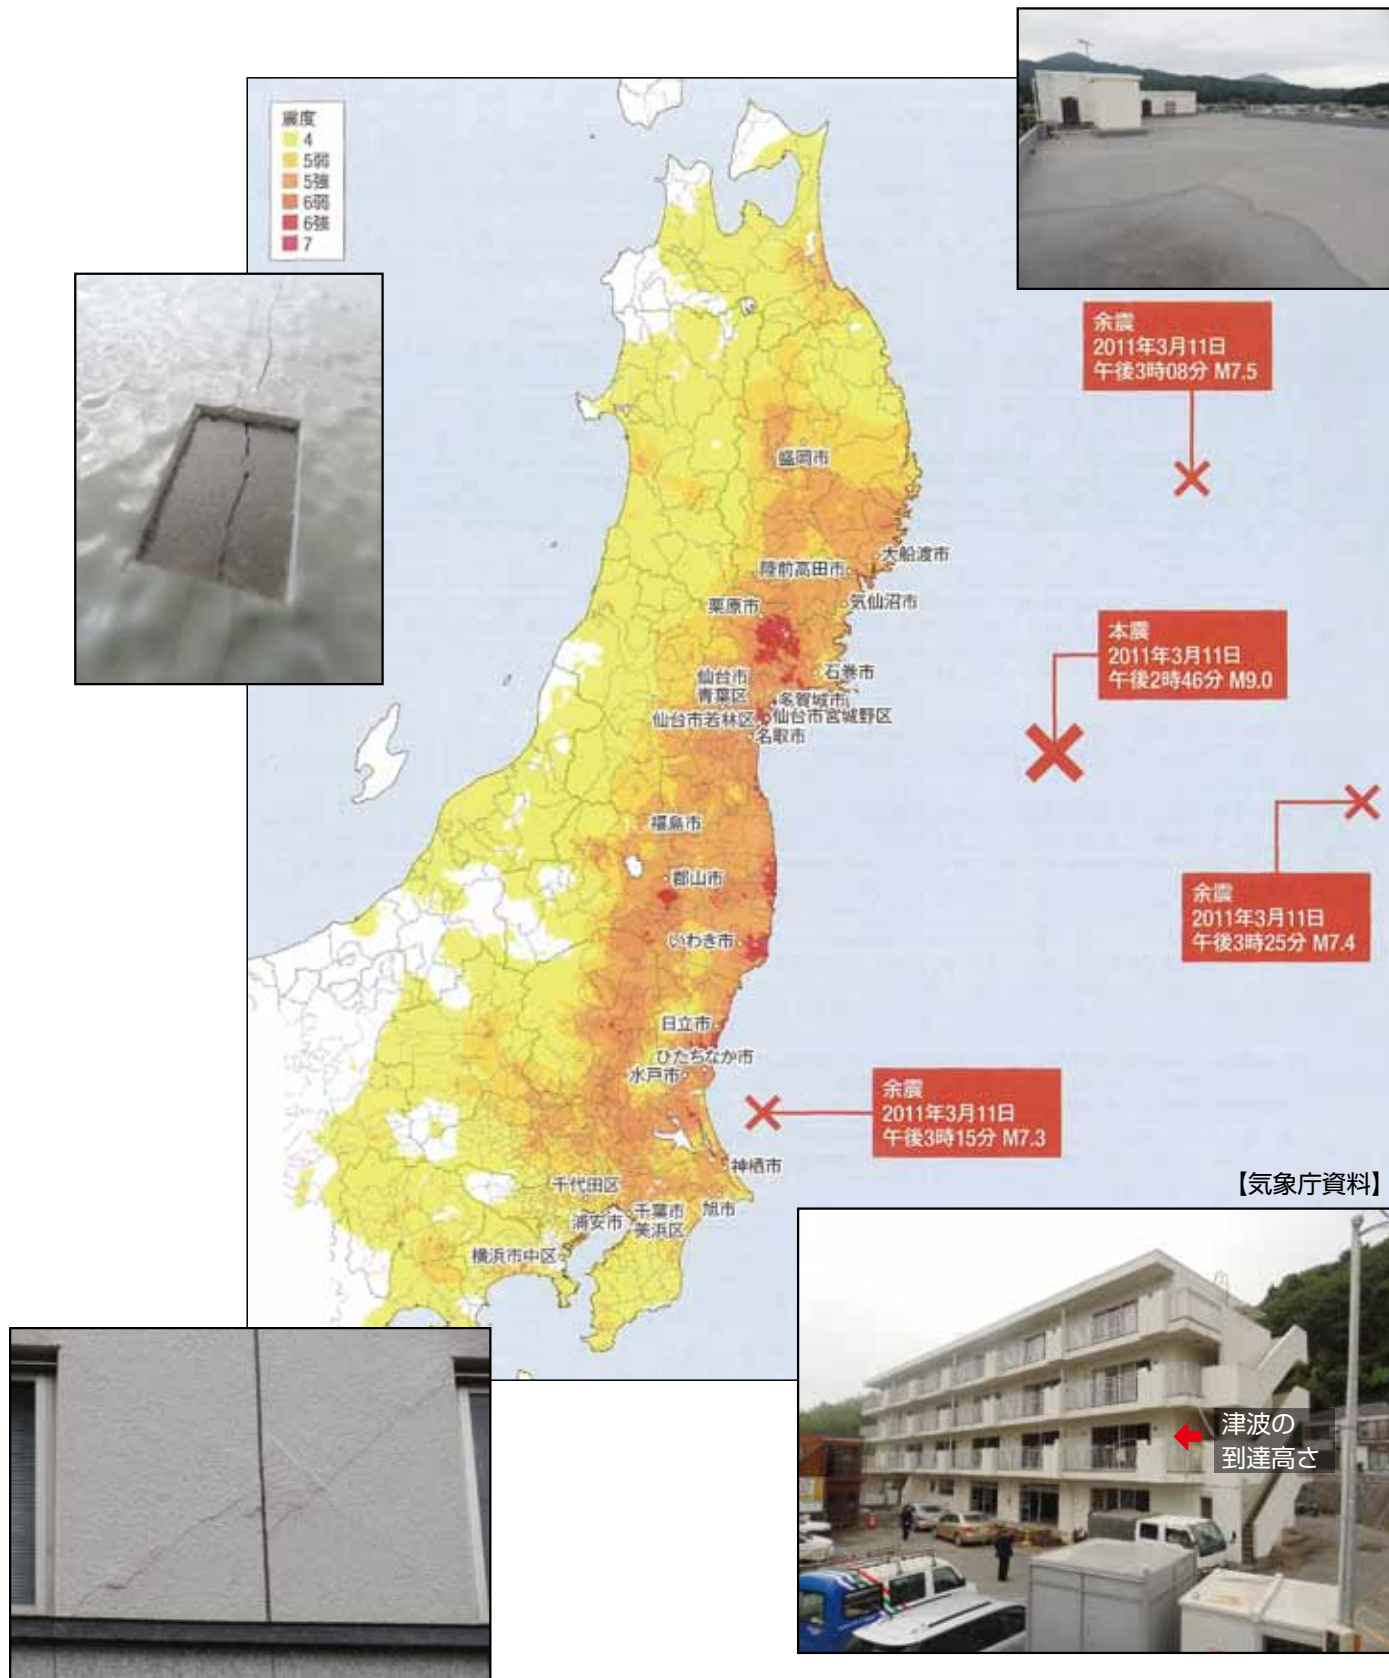 震度
4
5弱
5強
6弱
6強
7
余震
2011年3月11日
午後3時08分 M7.5
盛岡市
大船渡市
陸前高田市
気仙沼市
栗原市
本震
2011年3月11日
午後2時46分 M9.0
石巻市
仙台市
青葉区
多賀城市
仙台市若林区
仙台市宮城野区
名取市
福島市
郡山市
余震
2011年3月11日
午後3時25分 M7.4
いわき市
日立市
ひたちなか市
水戸市
余震
2011年3月11日
午後3時15分 M7.3
神栖市
【気象庁資料】
千代田区
浦安市
千葉市
美浜区
旭市
横浜市中区
津波の
到達高さ